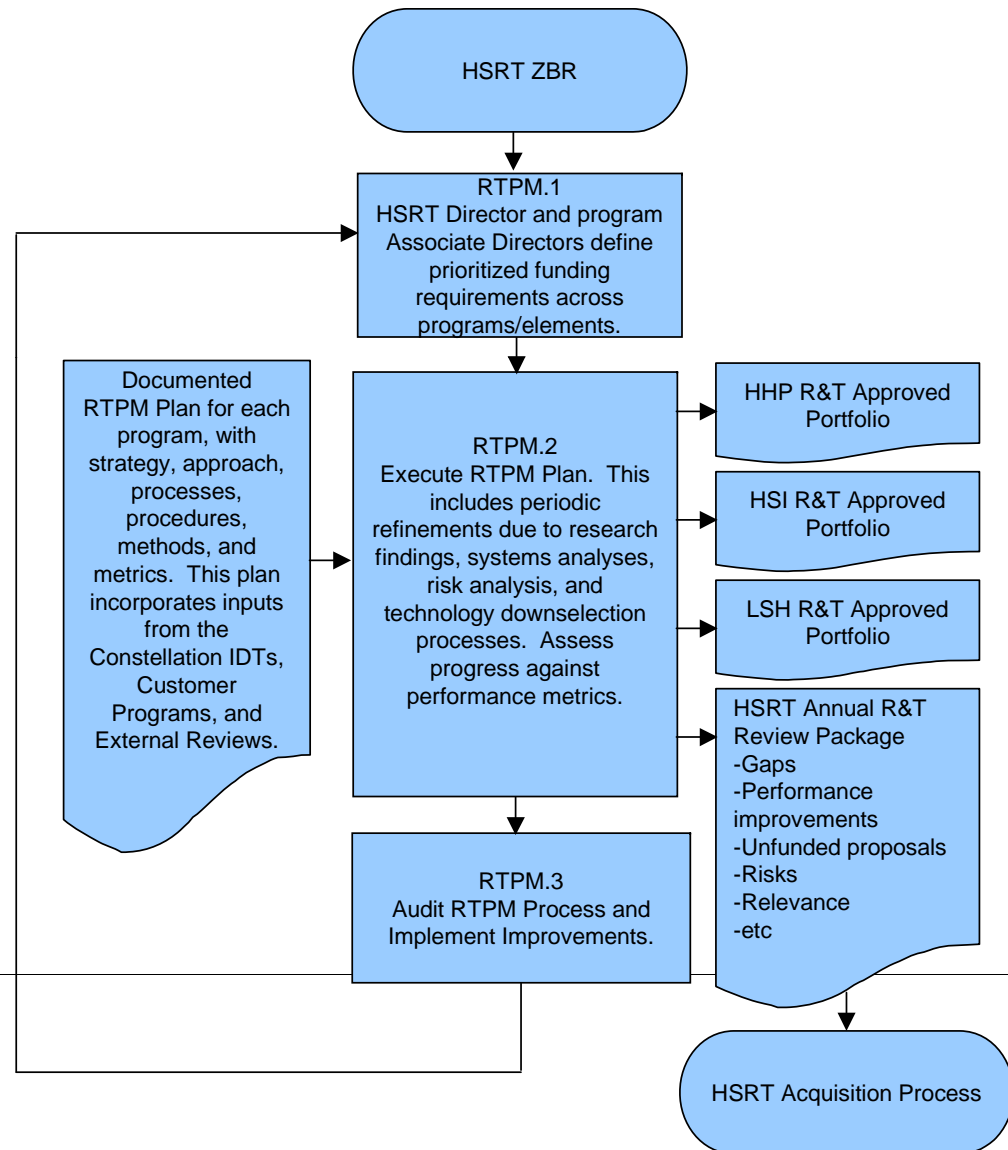 HSRT ZBR
RTPM.1
HSRT Director and program
Associate Directors define
prioritized funding
requirements across
programs/elements.
Documented
RTPM Plan for each
program, with
strategy, approach,
processes,
procedures,
methods, and
metrics.  This plan
incorporates inputs
from the
Constellation IDTs,
Customer
Programs, and
External Reviews.
RTPM.2
Execute RTPM Plan.  This
includes periodic
refinements due to research
findings, systems analyses,
risk analysis, and
technology downselection
processes.  Assess
progress against
performance metrics.
HHP R&T Approved
Portfolio
HSI R&T Approved
Portfolio
LSH R&T Approved
Portfolio
HSRT Annual R&T
Review Package
-Gaps
-Performance
improvements
-Unfunded proposals
-Risks
-Relevance
-etc
RTPM.3
Audit RTPM Process and
Implement Improvements.
HSRT Acquisition Process